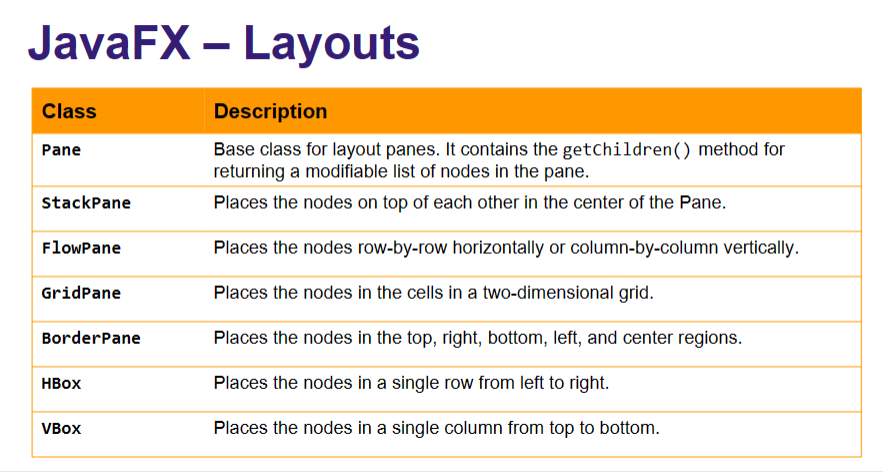 JavaFX – Layouts
Class Description
Pane Base class for layout panes. It contains the getChildren() method for
returning a modifiable list of nodes in the pane.
StackPane Places the nodes on top of each other in the center of the Pane.
FlowPane Places the nodes row-by-row horizontally or column-by-column vertically.
GridPane Places the nodes in the cells in a two-dimensional grid.
BorderPane Places the nodes in the top, right, bottom, left, and center regions.
HBox Places the nodes in a single row from left to right.
VBox Places the nodes in a single column from top to bottom.